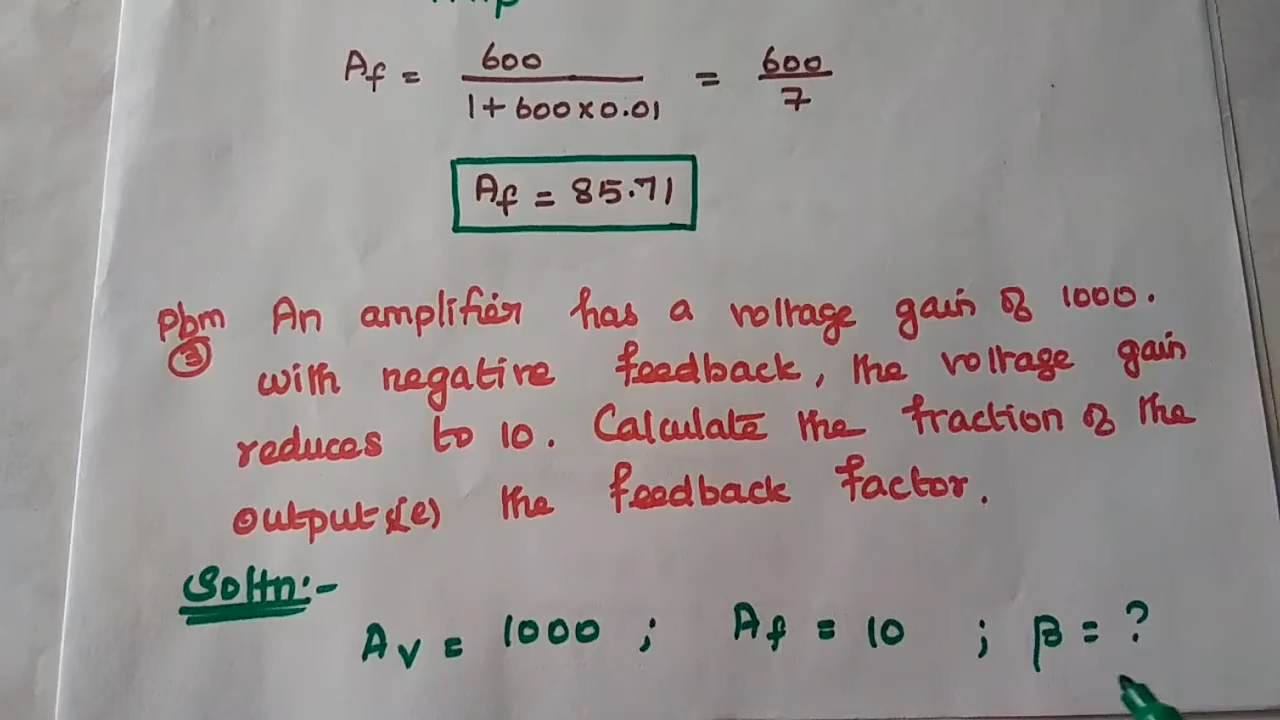 Af = 600 / 1 + 600 x 0.01 = 600 / 7
Af = 85.71
Pbm ③ An amplifier has a voltage gain of 1000.
with negative feedback, the voltage gain
reduces to 10. Calculate the fraction of the
output (ie) the feedback factor.
Soltn:-
Av = 1000 ; Af = 10 ; β = ?